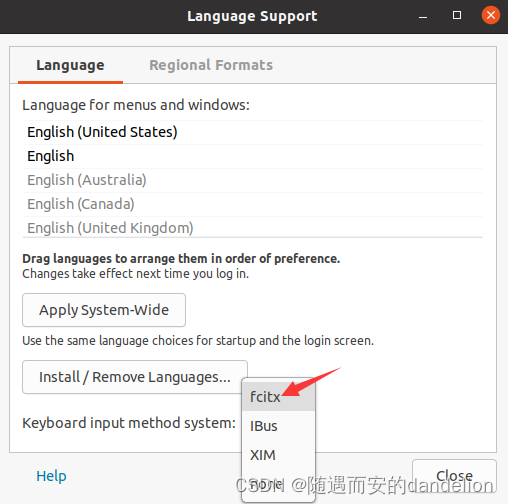 Language Support
Language
Regional Formats
Language for menus and windows:
English (United States)
English
English (Australia)
English (Canada)
English (United Kingdom)
Drag languages to arrange them in order of preference.
Changes take effect next time you log in.
Apply System-Wide
Use the same language choices for startup and the login screen.
Install / Remove Languages...
fcitx
Keyboard input method system:
IBus
XIM
none
Help
Close
CSDN @随遇而安的dandelion